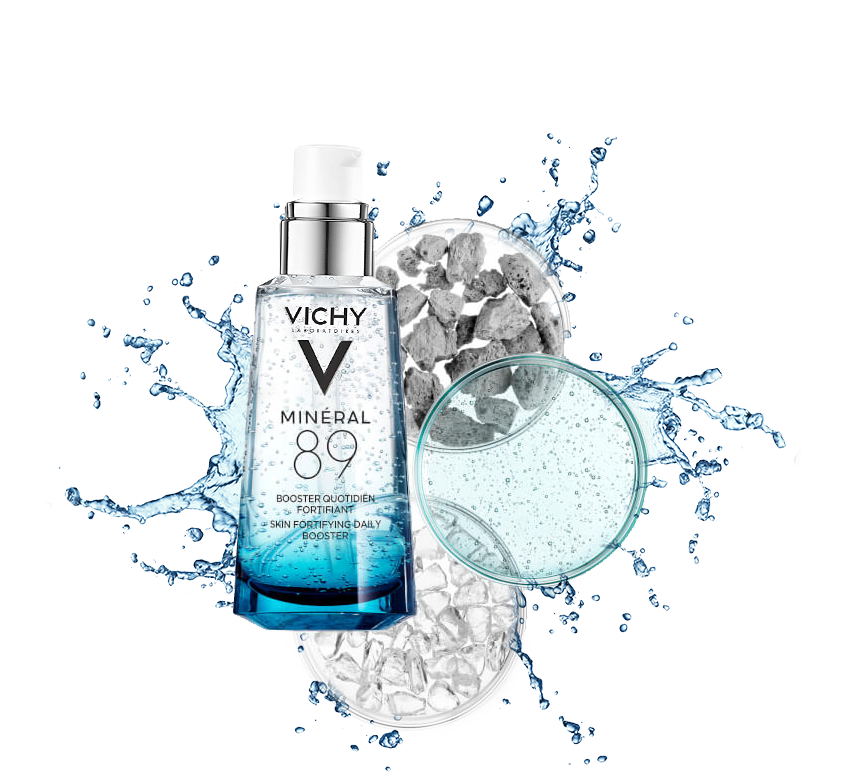 VICHY
LABORATOIRES
V
MINÉRAL
89
BOOSTER QUOTIDIEN
FORTIFIANT
SKIN FORTIFYING DAILY
BOOSTER